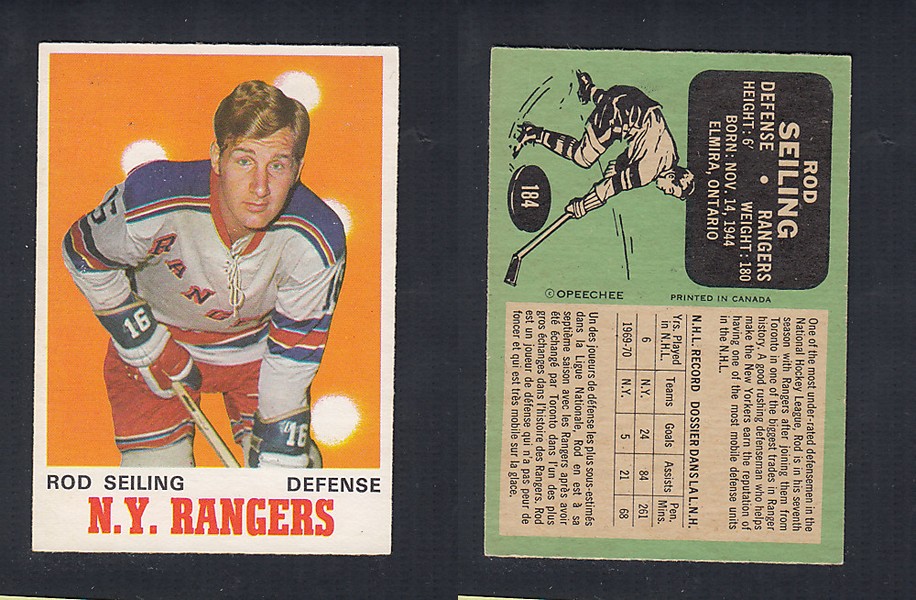 16
RANG
16
16
ROD SEILING DEFENSE
N.Y. RANGERS
184
ROD
SEILING
DEFENSE • RANGERS
HEIGHT: 6' WEIGHT: 180
BORN: NOV. 14, 1944
ELMIRA, ONTARIO
© OPEECHEE PRINTED IN CANADA
One of the most under-rated defensemen in the
National Hockey League, Rod is in his seventh
season with Rangers after joining them from
Toronto in one of the biggest trades in Ranger
history. A good rushing defenseman who helps
make the New Yorkers earn the reputation of
having one of the most mobile defense units
in the N.H.L.
N.H.L. RECORD DOSSIER DANS LA L.N.H.
Yrs. Played in N.H.L. Teams Goals Assists Pen. Mins.
6 N.Y. 24 84 261
1969-70 N.Y. 5 21 68
Un des joueurs de défense les plus sous-estimés
dans la Ligue Nationale, Rod en est à sa
septième saison avec les Rangers après avoir
été échangé par Toronto dans l'un des plus
gros échanges dans l'histoire des Rangers. Rod
est un joueur de défense qui n'a pas peur de
foncer et qui est très mobile sur la glace.